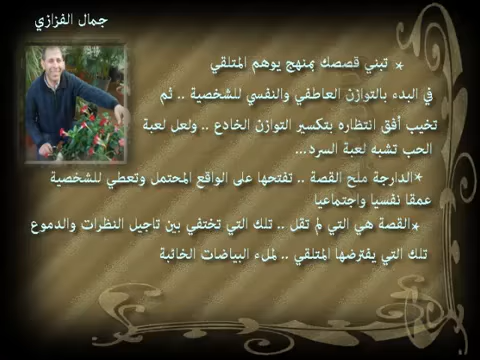 جمال الفزازي
* تبني قصصك بمنهج يوهم المتلقي
في البدء بالتوازن العاطفي والنفسي للشخصية .. ثم
تخيب أفق انتظاره بتكسير التوازن الخادع .. ولعل لعبة
الحب تشبه لعبة السرد...
*الدارجة ملح القصة .. تفتحها على الواقع المحتمل وتعطي للشخصية
عمقا نفسيا واجتماعيا
*القصة هي التي لم تقل .. تلك التي تختفي بين تاجيل النظرات والدموع
تلك التي يفترضها المتلقي .. لملء البياضات الخائبة